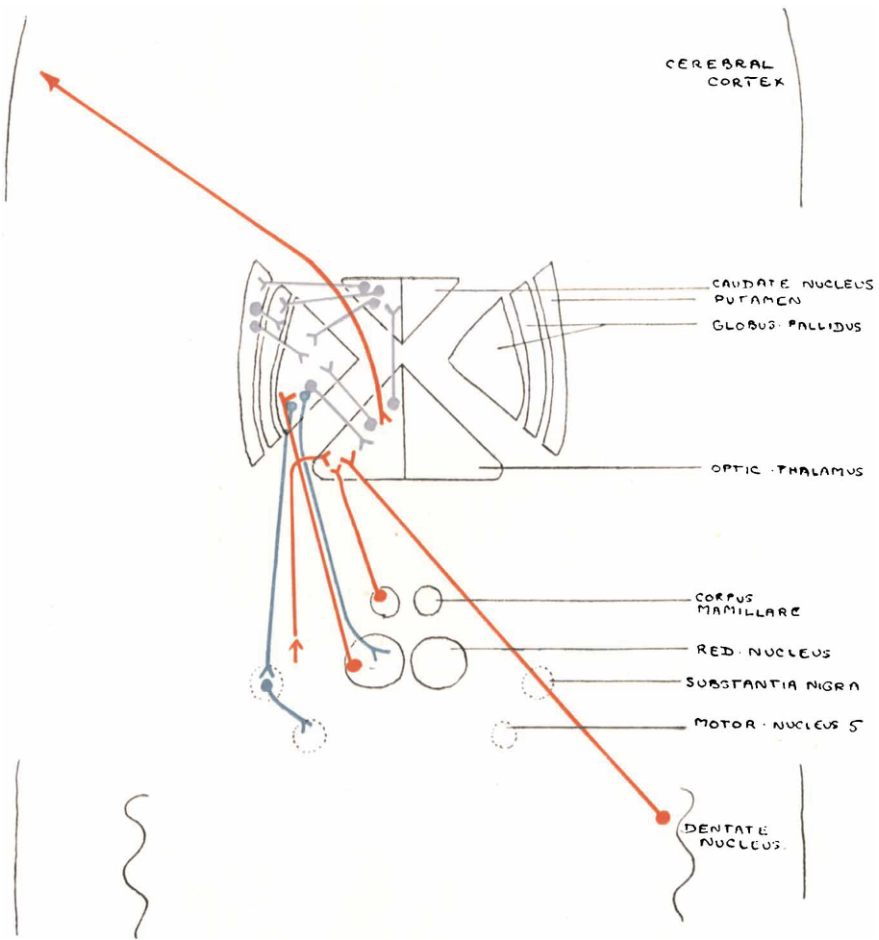 CEREBRAL
CORTEX
CAUDATE NUCLEUS
PUTAMEN
GLOBUS·PALLIDUS
OPTIC·THALAMUS
CORPUS
MAMILLARE
RED·NUCLEUS
SUBSTANTIA NIGRA
MOTOR·NUCLEUS 5
DENTATE
NUCLEUS.